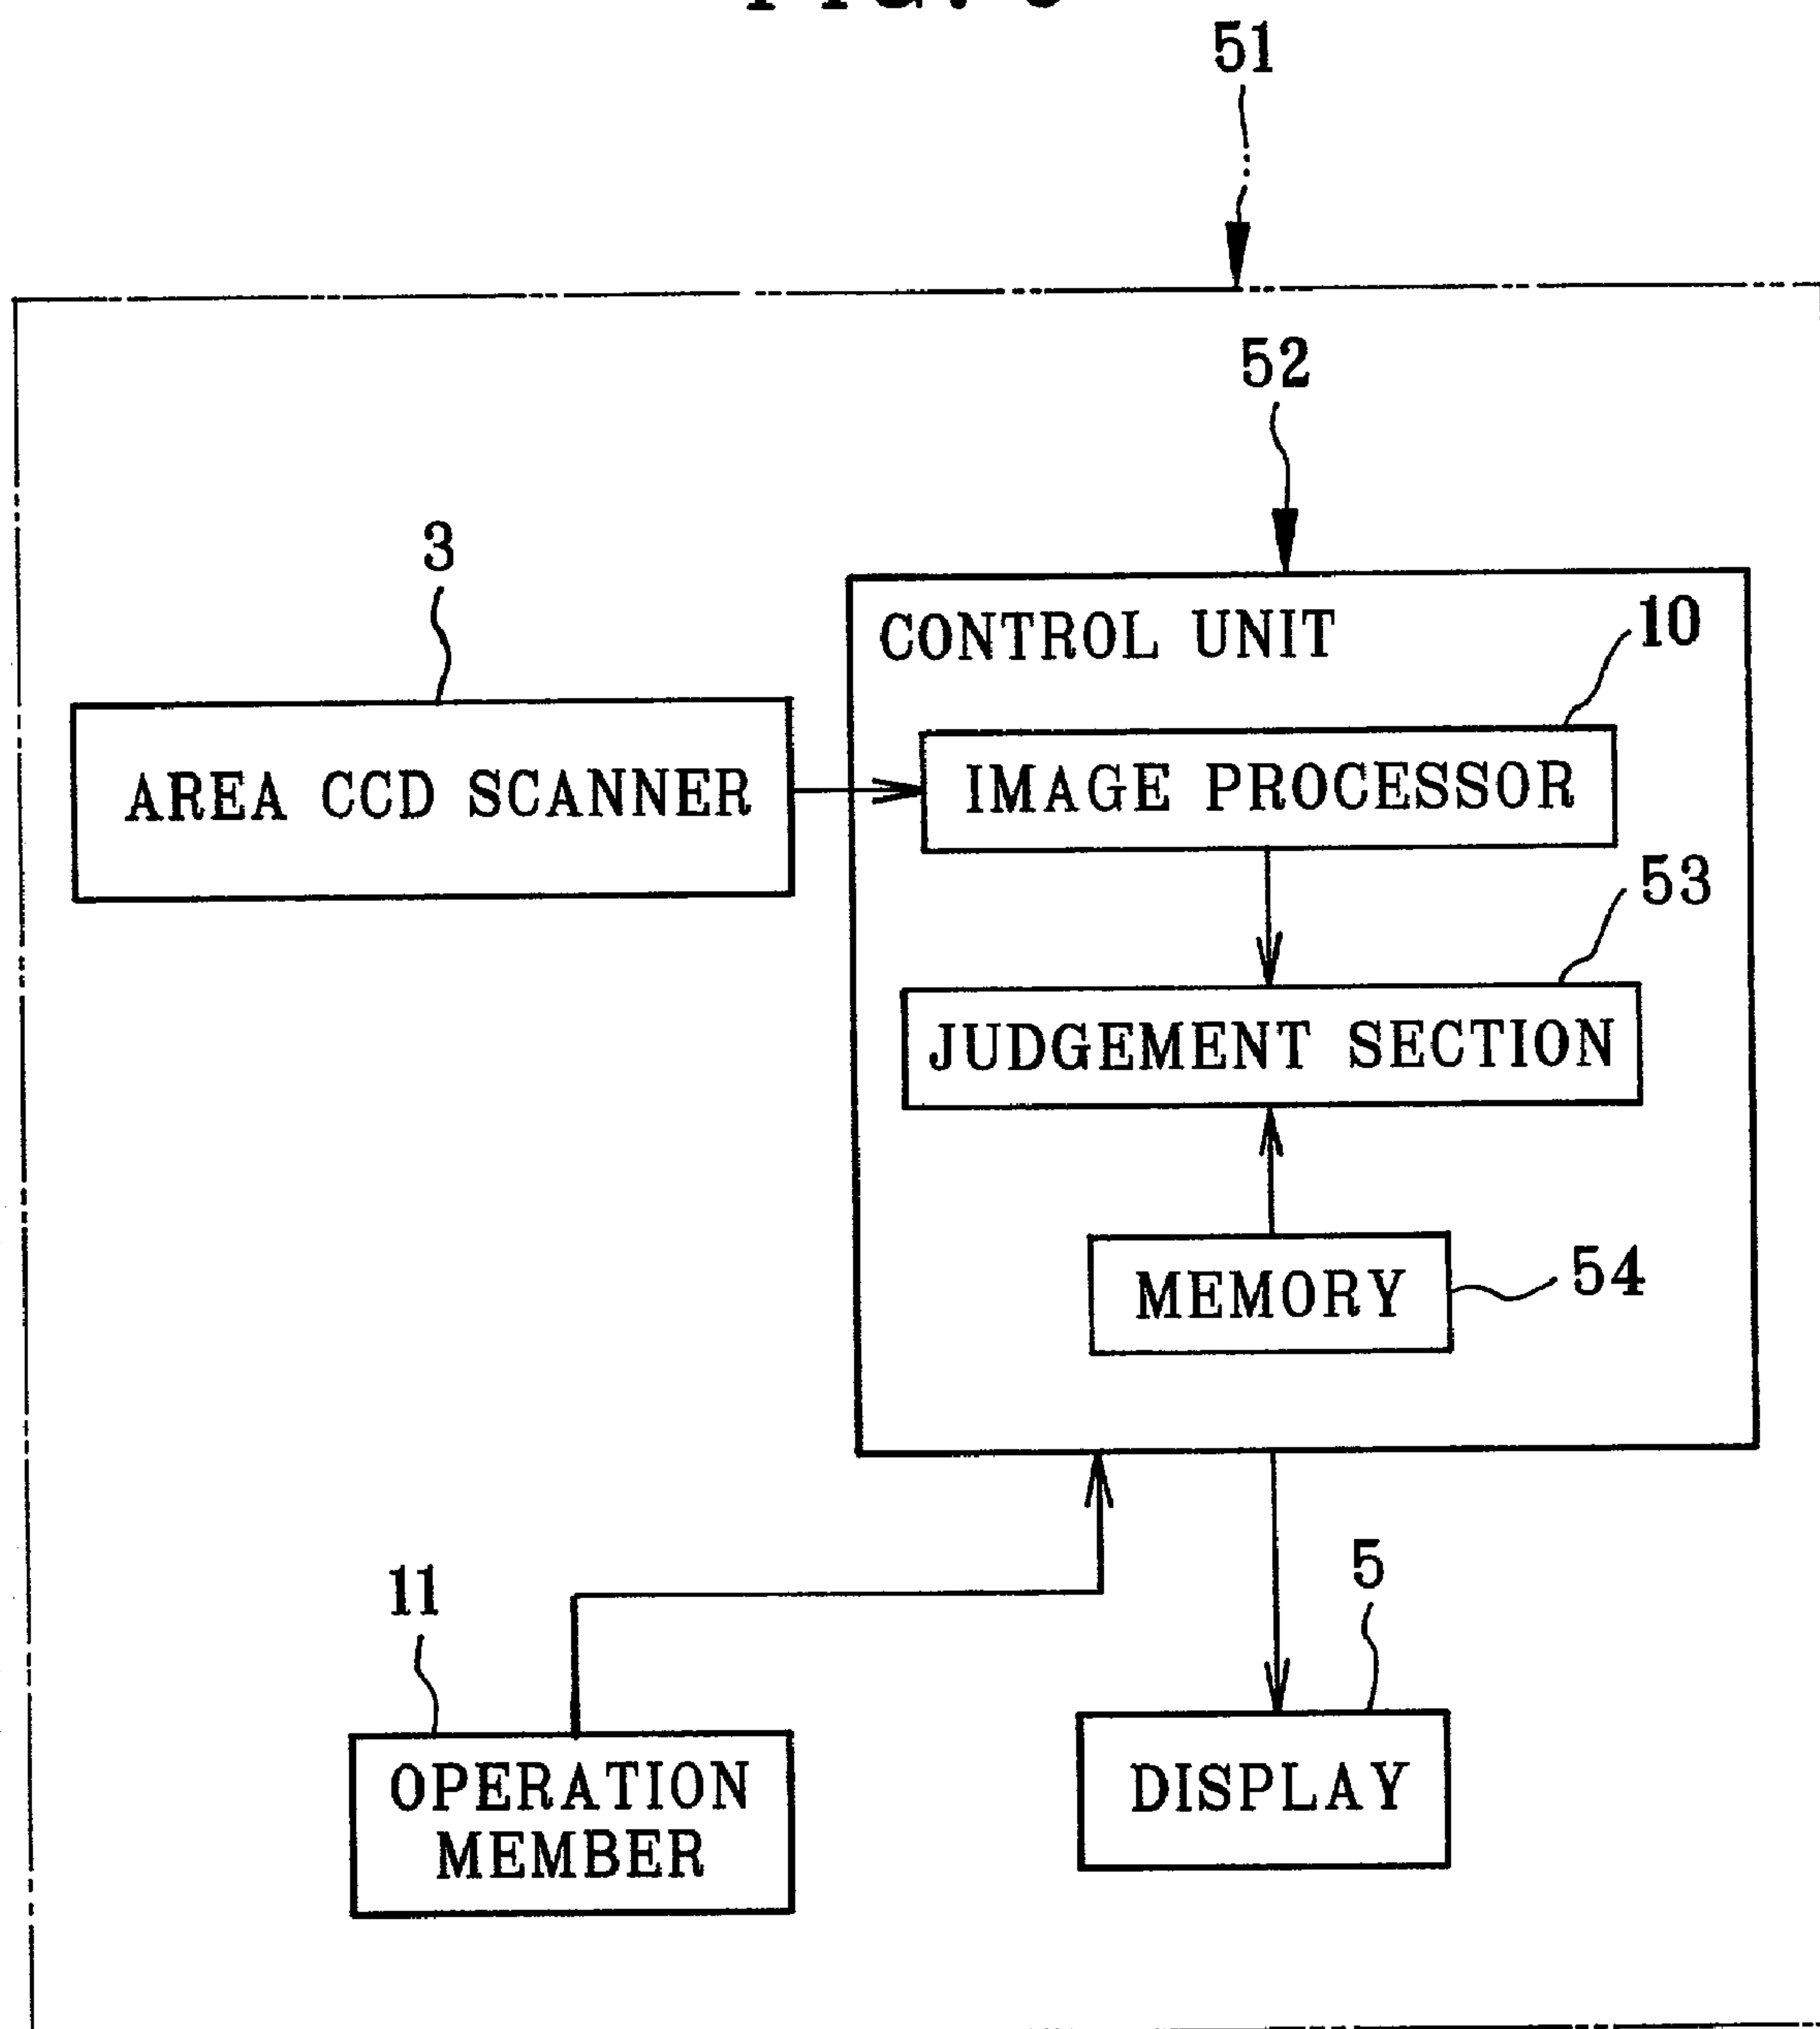 51
52
3
CONTROL UNIT
10
AREA CCD SCANNER
IMAGE PROCESSOR
53
JUDGEMENT SECTION
MEMORY
54
11
5
OPERATION
MEMBER
DISPLAY